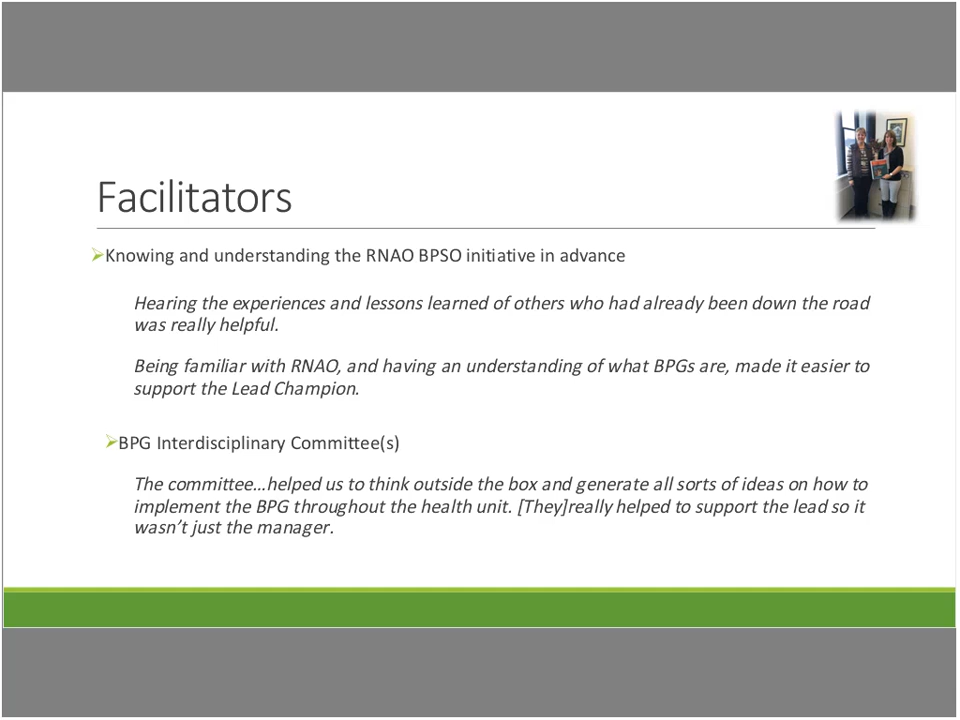 Facilitators
Knowing and understanding the RNAO BPSO initiative in advance
Hearing the experiences and lessons learned of others who had already been down the road
was really helpful.
Being familiar with RNAO, and having an understanding of what BPGs are, made it easier to
support the Lead Champion.
BPG Interdisciplinary Committee(s)
The committee…helped us to think outside the box and generate all sorts of ideas on how to
implement the BPG throughout the health unit. [They]really helped to support the lead so it
wasn’t just the manager.